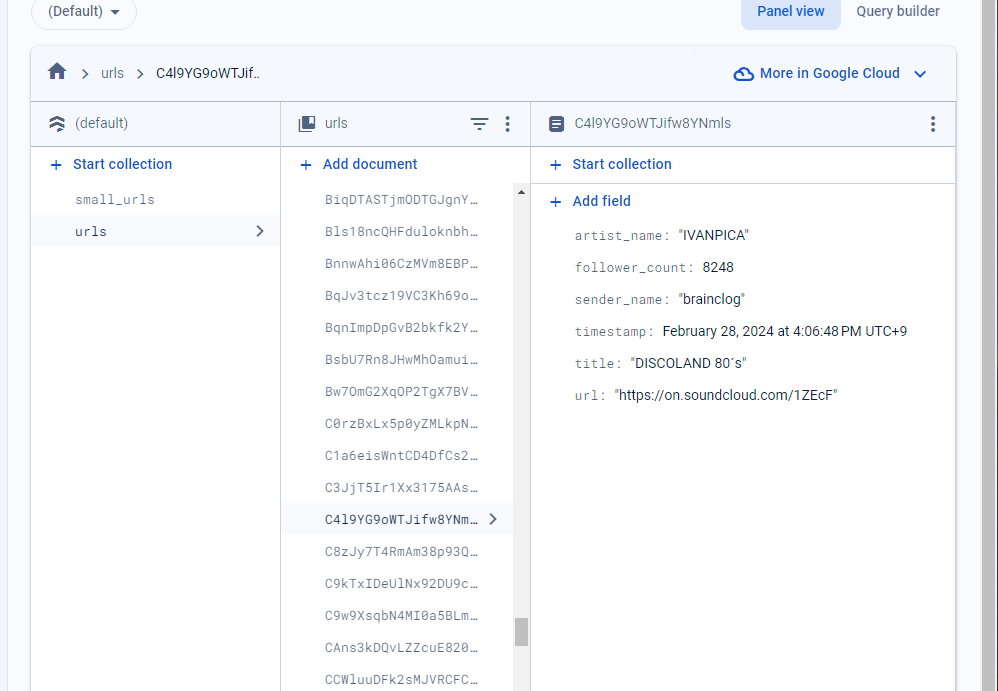 (Default)
Panel view
Query builder
urls
C4l9YG9oWTJif..
More in Google Cloud
(default)
Start collection
small_urls
urls
urls
Add document
BiqDTASTjmODTGJgnY…
Bls18ncQHFduloknbh…
BnnwAhi06CzMVm8EBP…
BqJv3tcz19VC3Kh69o…
BqnImpDpGvB2bkfk2Y…
BsbU7Rn8JHwMhOamui…
Bw7OmG2XqOP2TgX7BV…
C0rzBxLx5p0yZMLkpN…
C1a6eisWntCD4DfCs2…
C3JjT5Ir1Xx3175AAs…
C4l9YG9oWTJifw8YNm…
C8zJy7T4RmAm38p93Q…
C9kTxIDeUlNx92DU9c…
C9w9XsqbN4MI0a5BLm…
CAns3kDQvLZZcuE820…
CCWluuDFk2sMJVRCFC…
C4l9YG9oWTJifw8YNmls
Start collection
Add field
artist_name: "IVANPICA"
follower_count: 8248
sender_name: "brainclog"
timestamp: February 28, 2024 at 4:06:48 PM UTC+9
title: "DISCOLAND 80´s"
url: "https://on.soundcloud.com/1ZEcF"